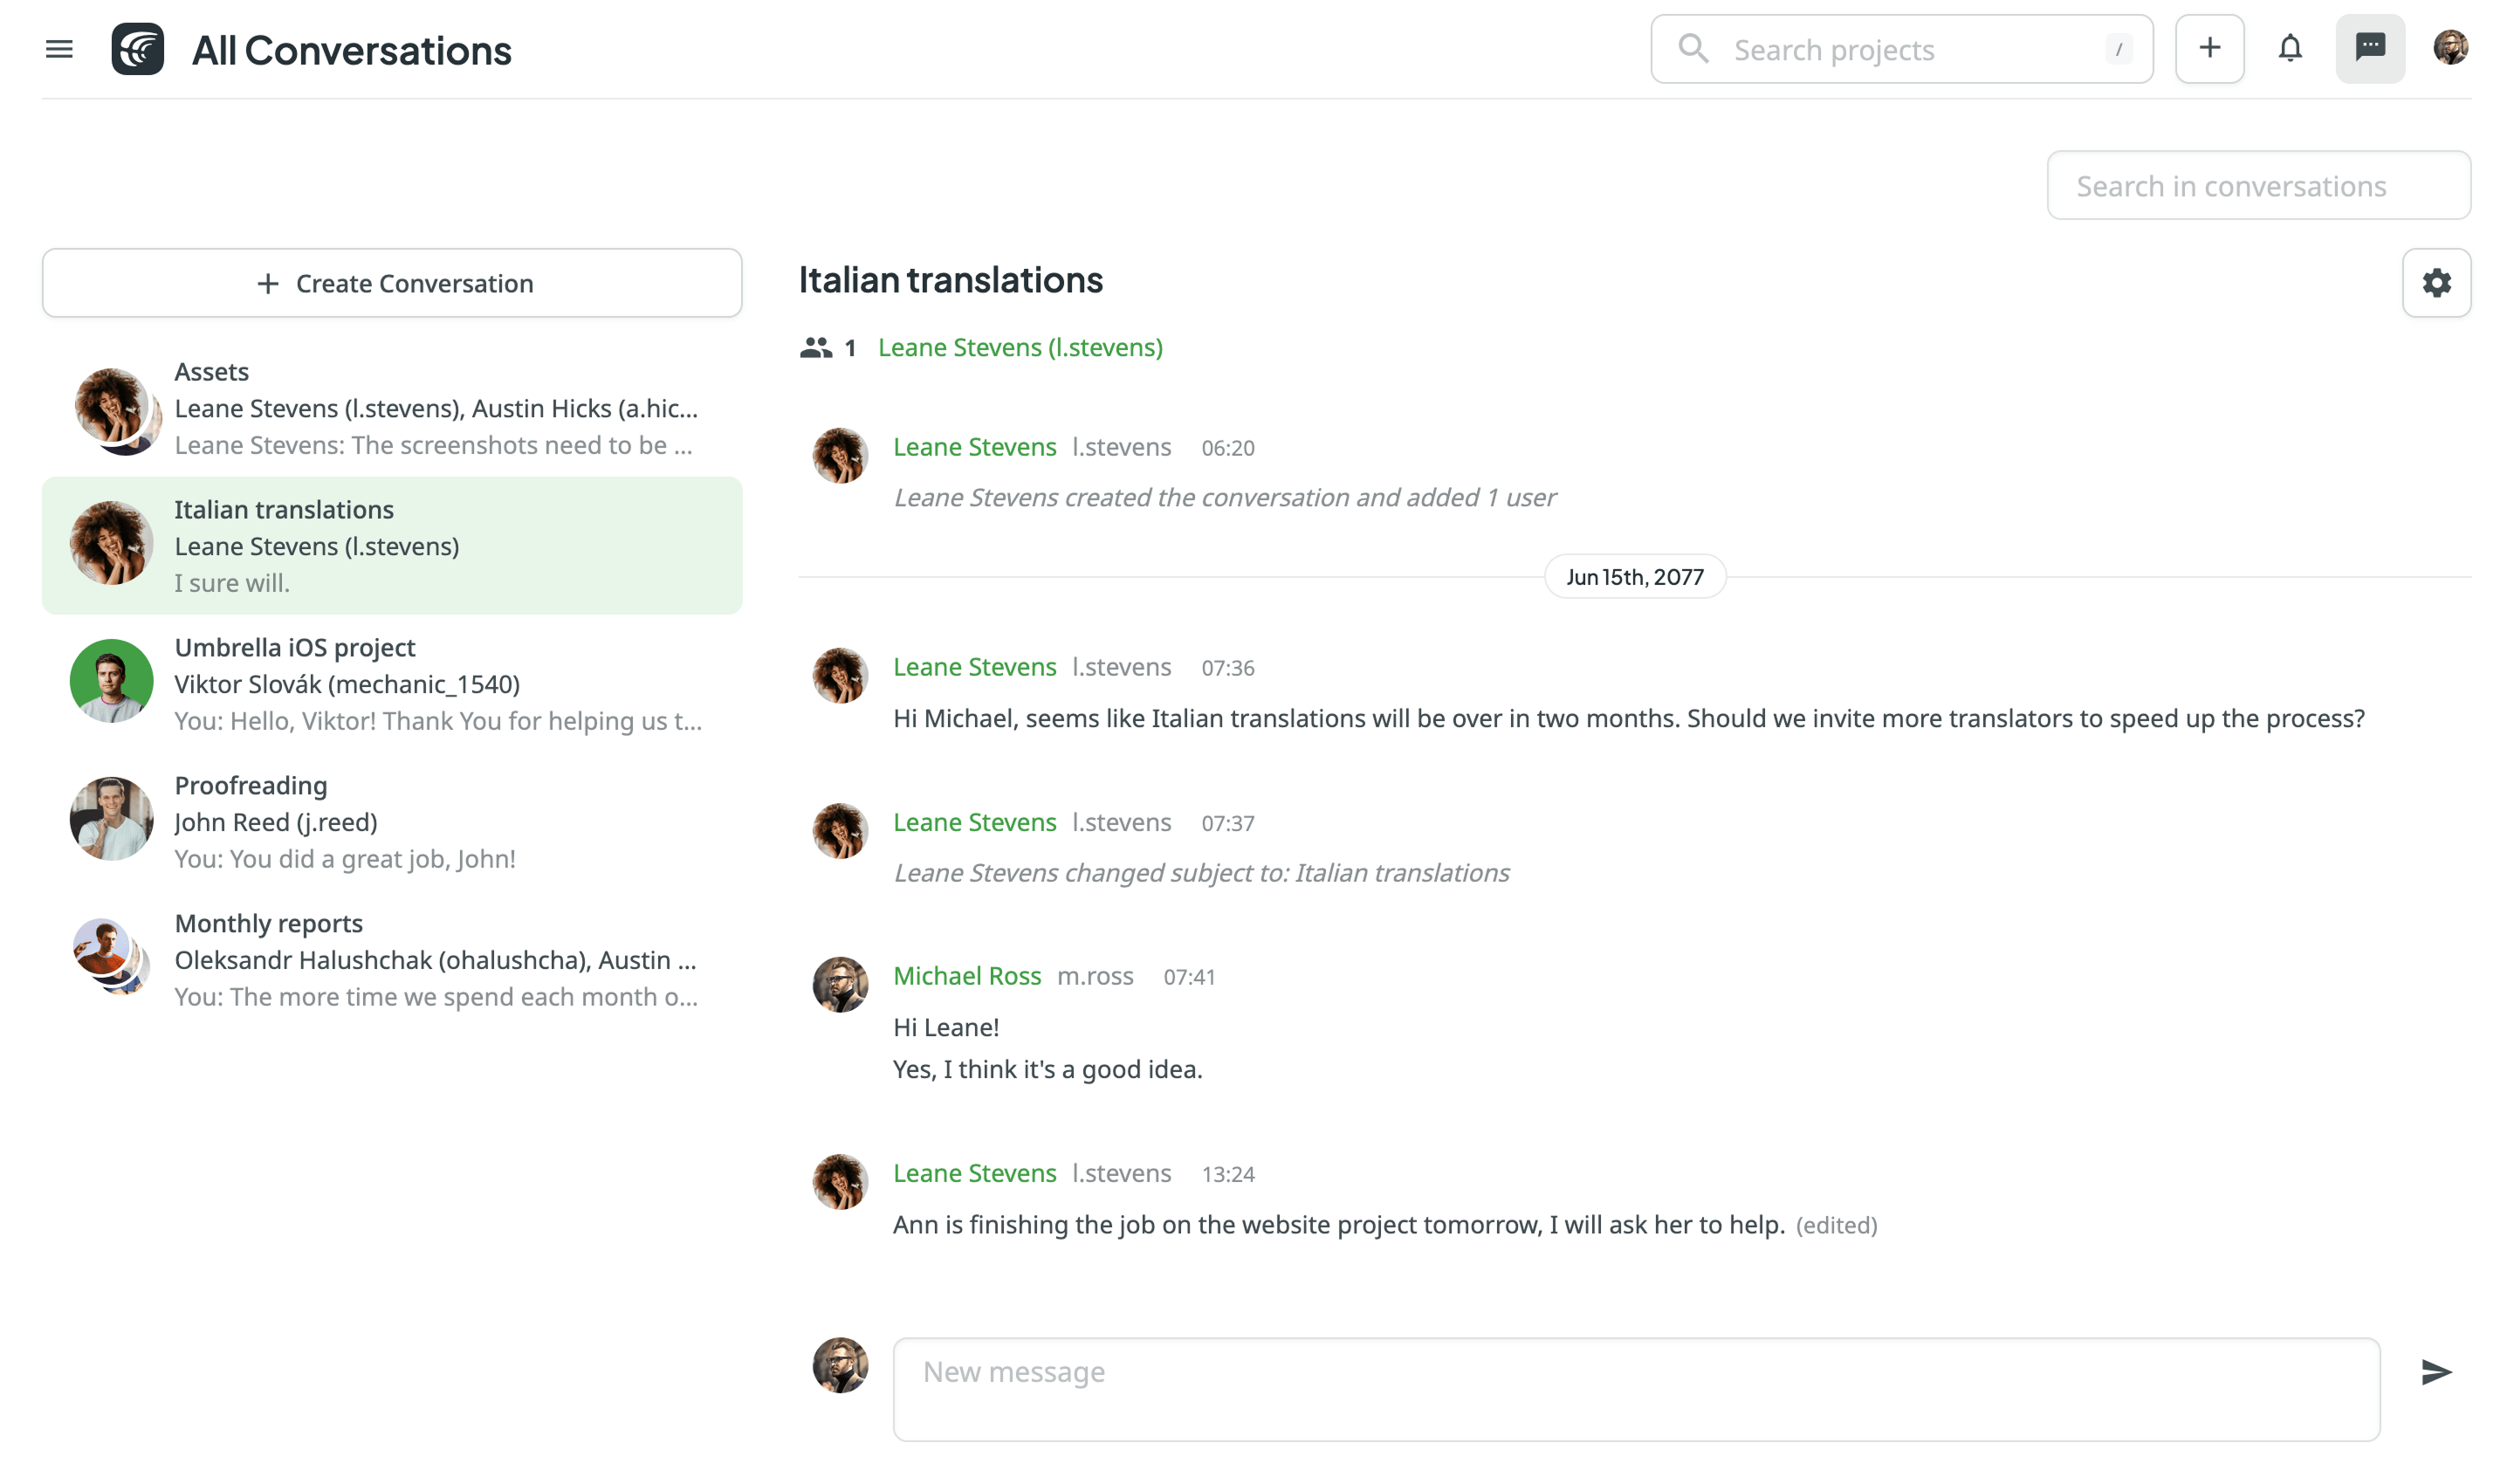 All Conversations
Search projects /
Search in conversations
Create Conversation
Assets
Leane Stevens (l.stevens), Austin Hicks (a.hic...
Leane Stevens: The screenshots need to be ...
Italian translations
Leane Stevens (l.stevens)
I sure will.
Umbrella iOS project
Viktor Slovák (mechanic_1540)
You: Hello, Viktor! Thank You for helping us t...
Proofreading
John Reed (j.reed)
You: You did a great job, John!
Monthly reports
Oleksandr Halushchak (ohalushcha), Austin ...
You: The more time we spend each month o...
Italian translations
1 Leane Stevens (l.stevens)
Leane Stevens l.stevens 06:20
Leane Stevens created the conversation and added 1 user
Jun 15th, 2077
Leane Stevens l.stevens 07:36
Hi Michael, seems like Italian translations will be over in two months. Should we invite more translators to speed up the process?
Leane Stevens l.stevens 07:37
Leane Stevens changed subject to: Italian translations
Michael Ross m.ross 07:41
Hi Leane!
Yes, I think it's a good idea.
Leane Stevens l.stevens 13:24
Ann is finishing the job on the website project tomorrow, I will ask her to help. (edited)
New message